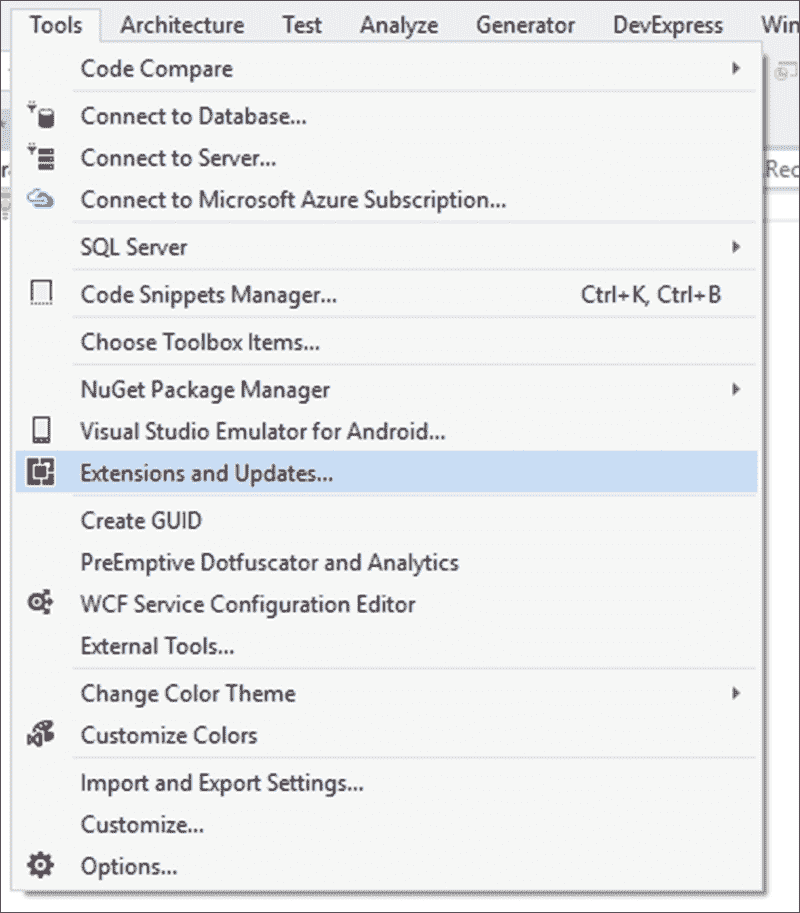 Tools Architecture Test Analyze Generator DevExpress
Code Compare
Connect to Database...
Connect to Server...
Connect to Microsoft Azure Subscription...
SQL Server
Code Snippets Manager... Ctrl+K, Ctrl+B
Choose Toolbox Items...
NuGet Package Manager
Visual Studio Emulator for Android...
Extensions and Updates...
Create GUID
PreEmptive Dotfuscator and Analytics
WCF Service Configuration Editor
External Tools...
Change Color Theme
Customize Colors
Import and Export Settings...
Customize...
Options...